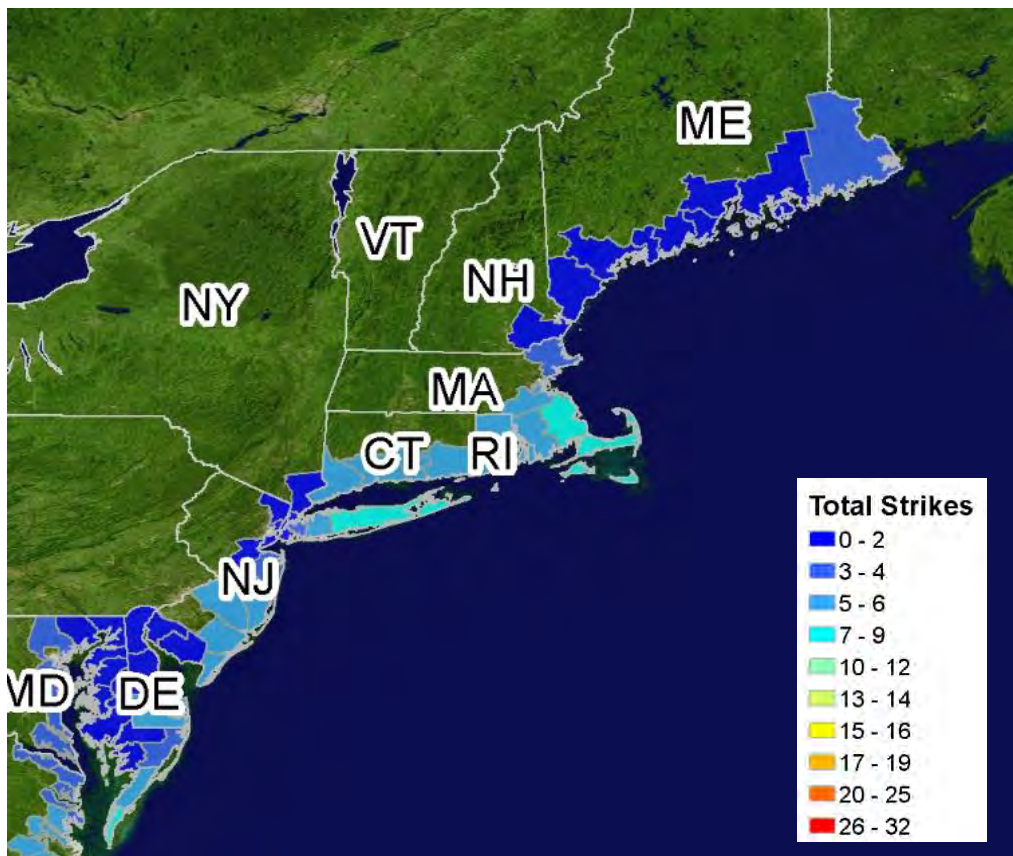 ME
VT
NH
NY
MA
CT
RI
NJ
MD
DE
Total Strikes
0 - 2
3 - 4
5 - 6
7 - 9
10 - 12
13 - 14
15 - 16
17 - 19
20 - 25
26 - 32